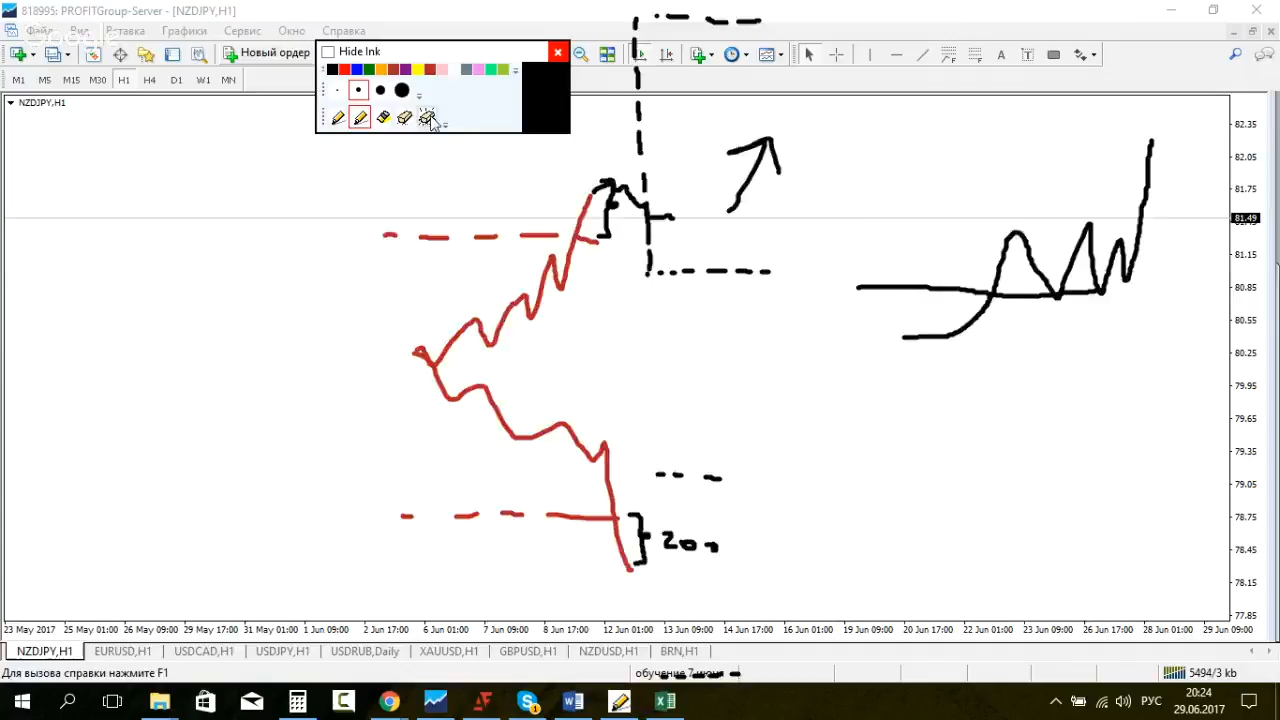 818995: PROFITGroup-Server - [NZDJPY,H1]
Вставка Графики Сервис Окно Справка
Hide Ink
Новый ордер
M1 M5 M15 M30 H1 H4 D1 W1 MN
NZDJPY,H1
82.35
82.05
81.75
81.49
81.15
80.85
80.55
80.25
79.95
79.65
79.35
79.05
78.75
78.45
78.15
77.85
20п
23 May 2017 25 May 01:00 26 May 09:00 29 May 17:00 31 May 01:00 1 Jun 09:00 2 Jun 17:00 6 Jun 01:00 7 Jun 09:00 8 Jun 17:00 12 Jun 01:00 13 Jun 09:00 14 Jun 17:00 16 Jun 01:00 19 Jun 09:00 20 Jun 17:00 22 Jun 01:00 23 Jun 09:00 26 Jun 17:00 28 Jun 01:00 29 Jun 09:00
NZDJPY,H1 EURUSD,H1 USDCAD,H1 USDJPY,H1 USDRUB,Daily XAUUSD,H1 GBPUSD,H1 NZDUSD,H1 BRN,H1
Для вызова справки нажмите F1 обучение 7 июня 5494/3 kb
РУС 20:24
29.06.2017